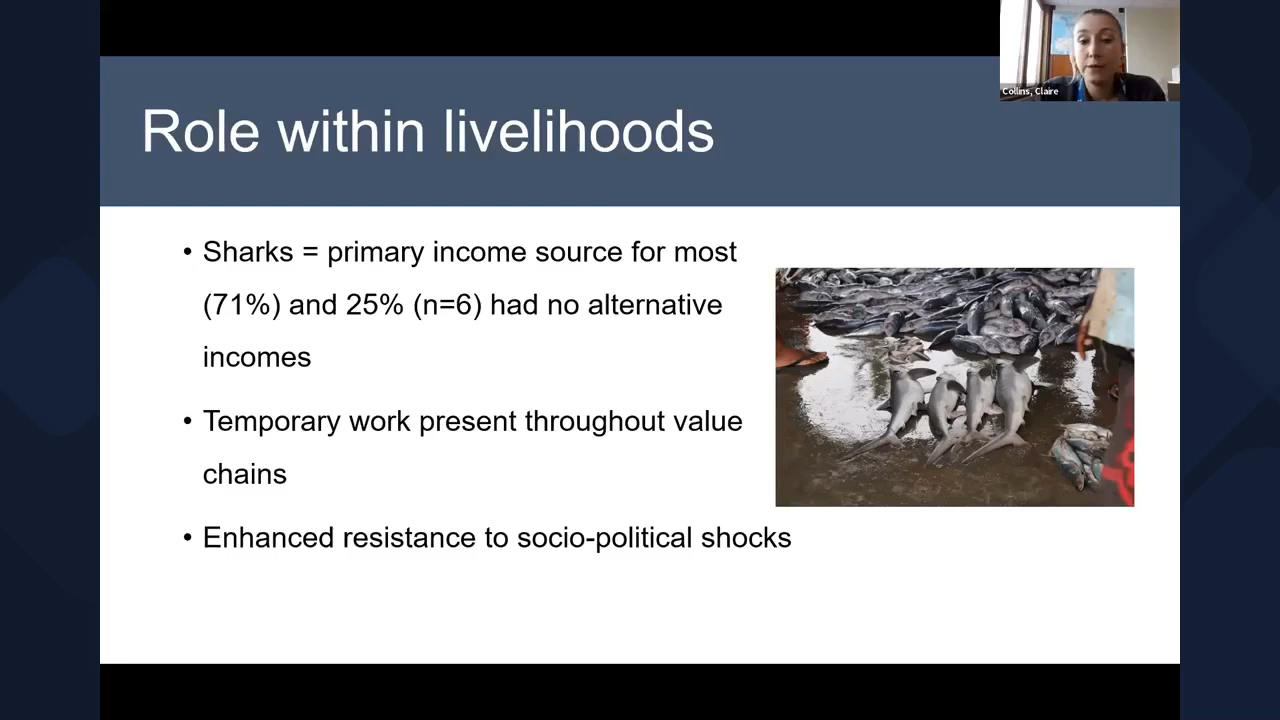 Collins, Claire
Role within livelihoods
• Sharks = primary income source for most
(71%) and 25% (n=6) had no alternative
incomes
• Temporary work present throughout value
chains
• Enhanced resistance to socio-political shocks